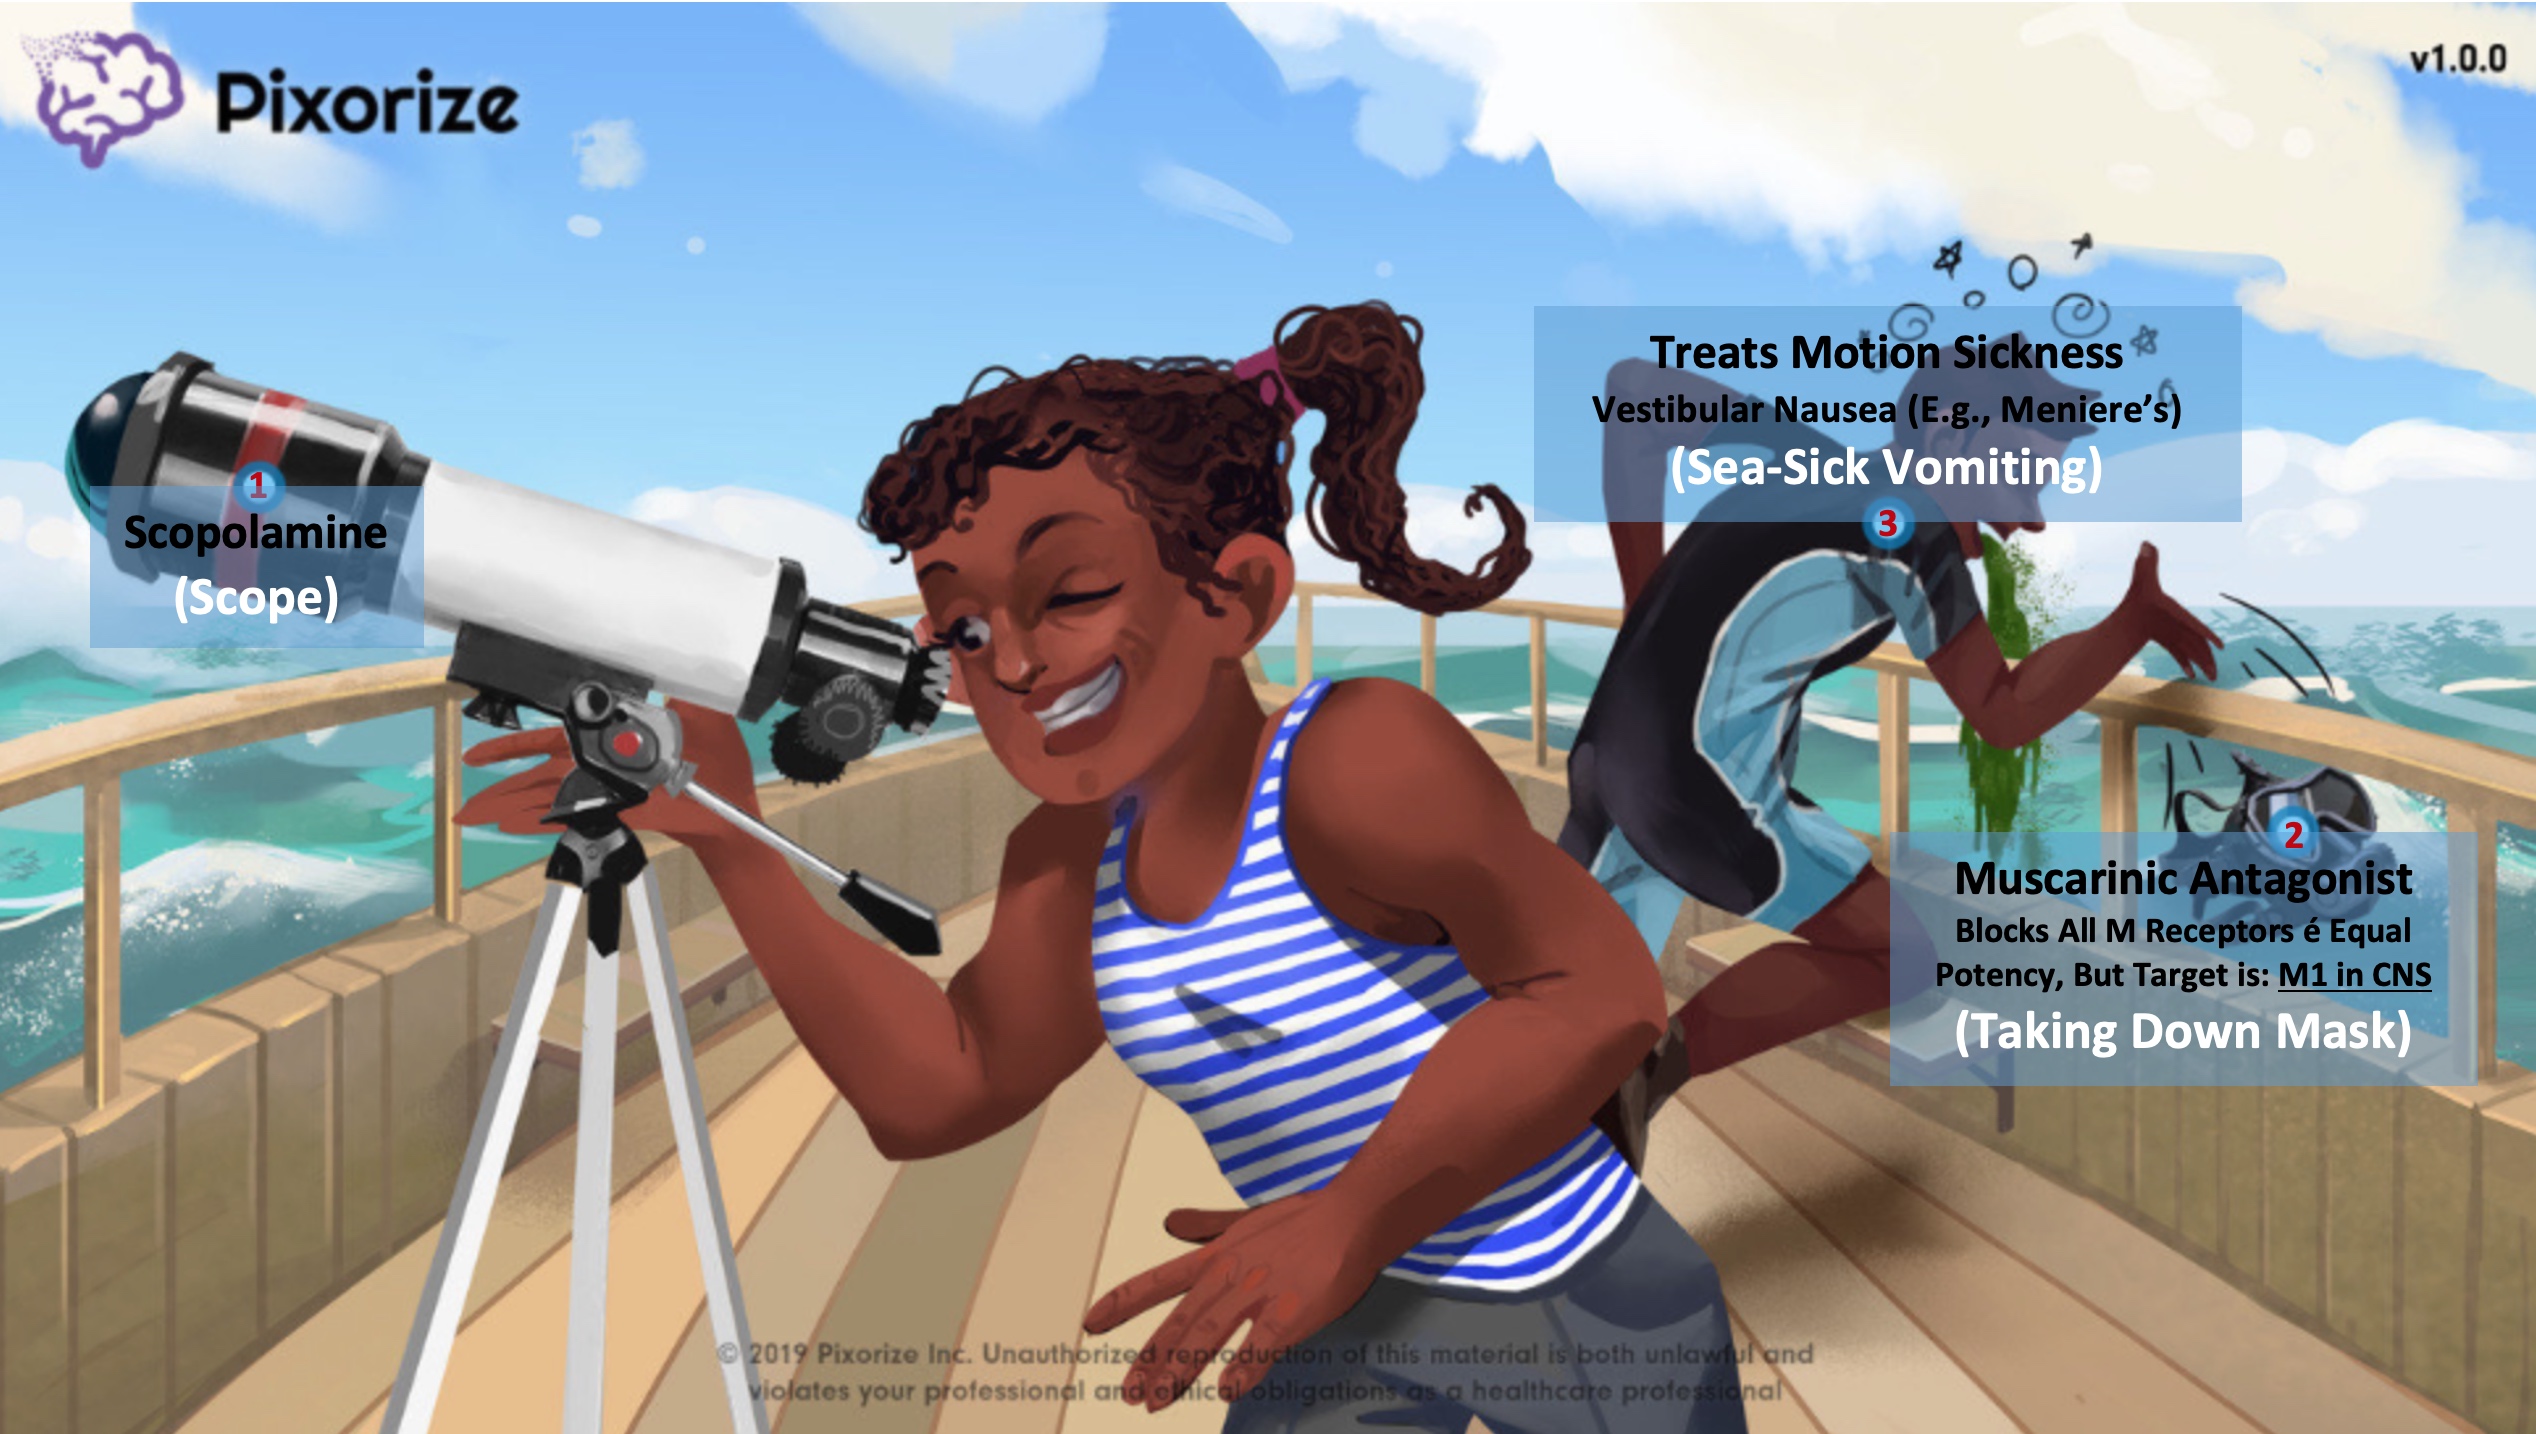 Pixorize
v1.0.0
1
Scopolamine
(Scope)
Treats Motion Sickness
Vestibular Nausea (E.g., Meniere’s)
(Sea-Sick Vomiting)
3
2
Muscarinic Antagonist
Blocks All M Receptors é Equal
Potency, But Target is: M1 in CNS
(Taking Down Mask)
© 2019 Pixorize Inc. Unauthorized reproduction of this material is both unlawful and
violates your professional and ethical obligations as a healthcare professional